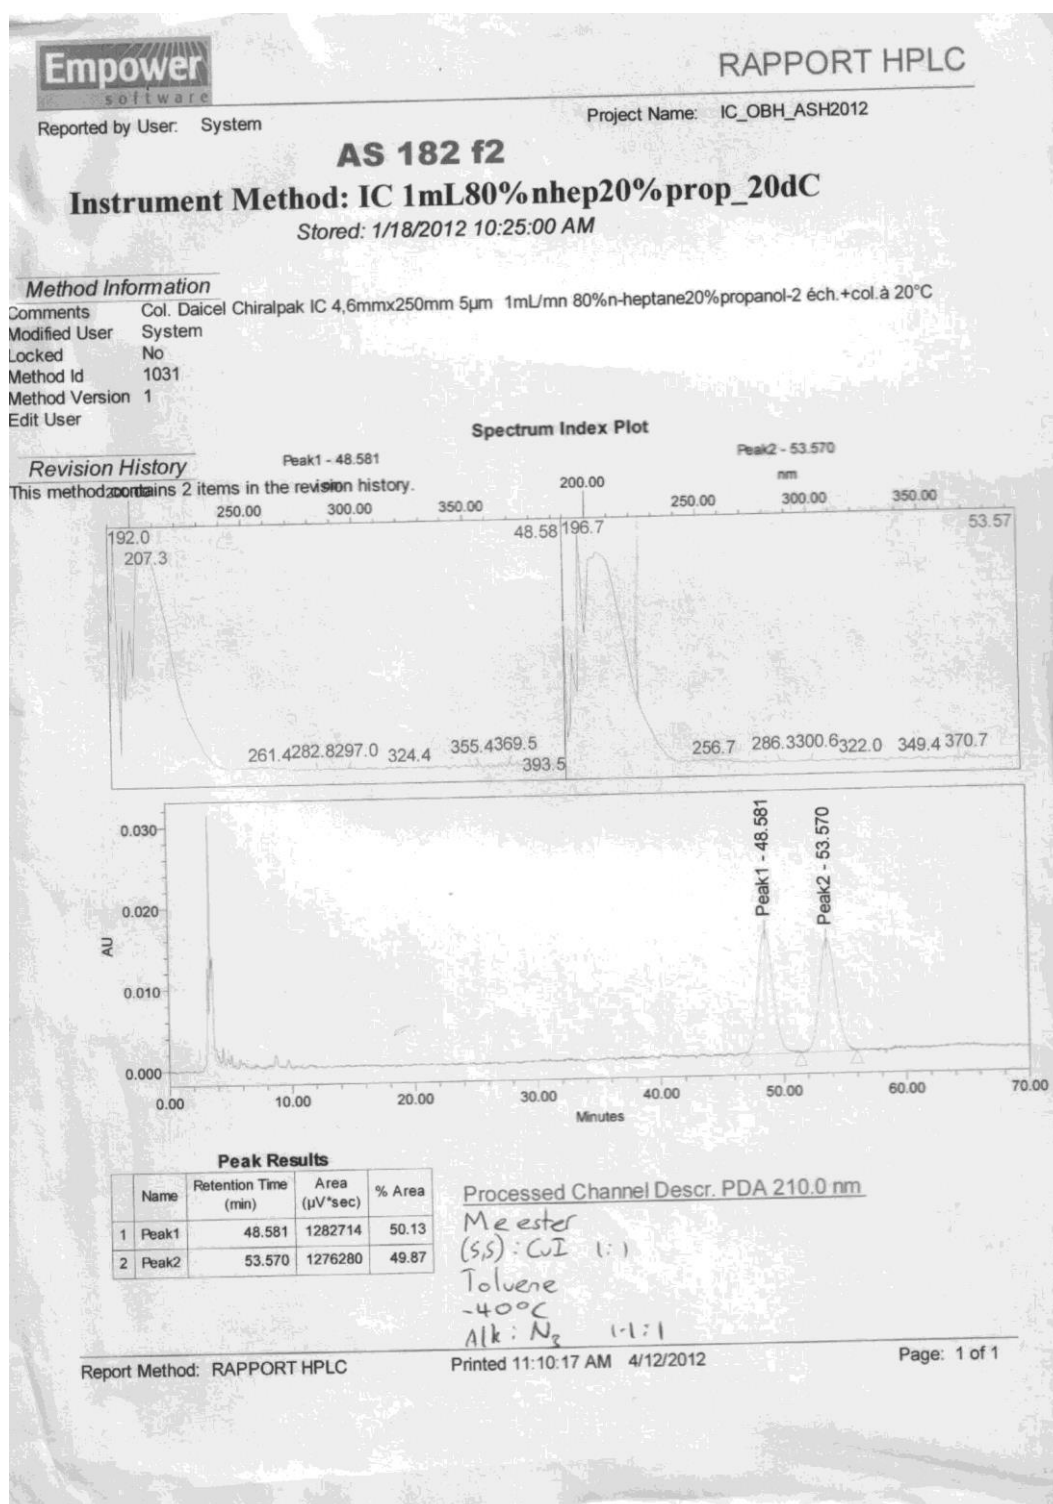 Empower
software
RAPPORT HPLC
Reported by User: System
Project Name: IC_OBH_ASH2012
AS 182 f2
Instrument Method: IC 1mL80%nhep20%prop_20dC
Stored: 1/18/2012 10:25:00 AM
Method Information
Comments Col. Daicel Chiralpak IC 4,6mmx250mm 5µm 1mL/mn 80%n-heptane20%propanol-2 éch.+col.à 20°C
Modified User System
Locked No
Method Id 1031
Method Version 1
Edit User
Spectrum Index Plot
Revision History
Peak1 - 48.581
Peak2 - 53.570
nm
This method contains 2 items in the revision history.
250.00 300.00 350.00 200.00 250.00 300.00 350.00
192.0 48.58 196.7 53.57
207.3
261.4 282.8 297.0 324.4 355.4 369.5 256.7 286.3 300.6 322.0 349.4 370.7
393.5
Peak1 - 48.581
Peak2 - 53.570
AU
0.030
0.020
0.010
0.000
0.00 10.00 20.00 30.00 40.00 50.00 60.00 70.00
Minutes
Peak Results
Name Retention Time (min) Area (µV*sec) % Area
1 Peak1 48.581 1282714 50.13
2 Peak2 53.570 1276280 49.87
Processed Channel Descr. PDA 210.0 nm
Me ester
(S,S) : CuI 1:1
Toluene
-40°C
Alk : N3 1.1:1
Report Method: RAPPORT HPLC
Printed 11:10:17 AM 4/12/2012
Page: 1 of 1